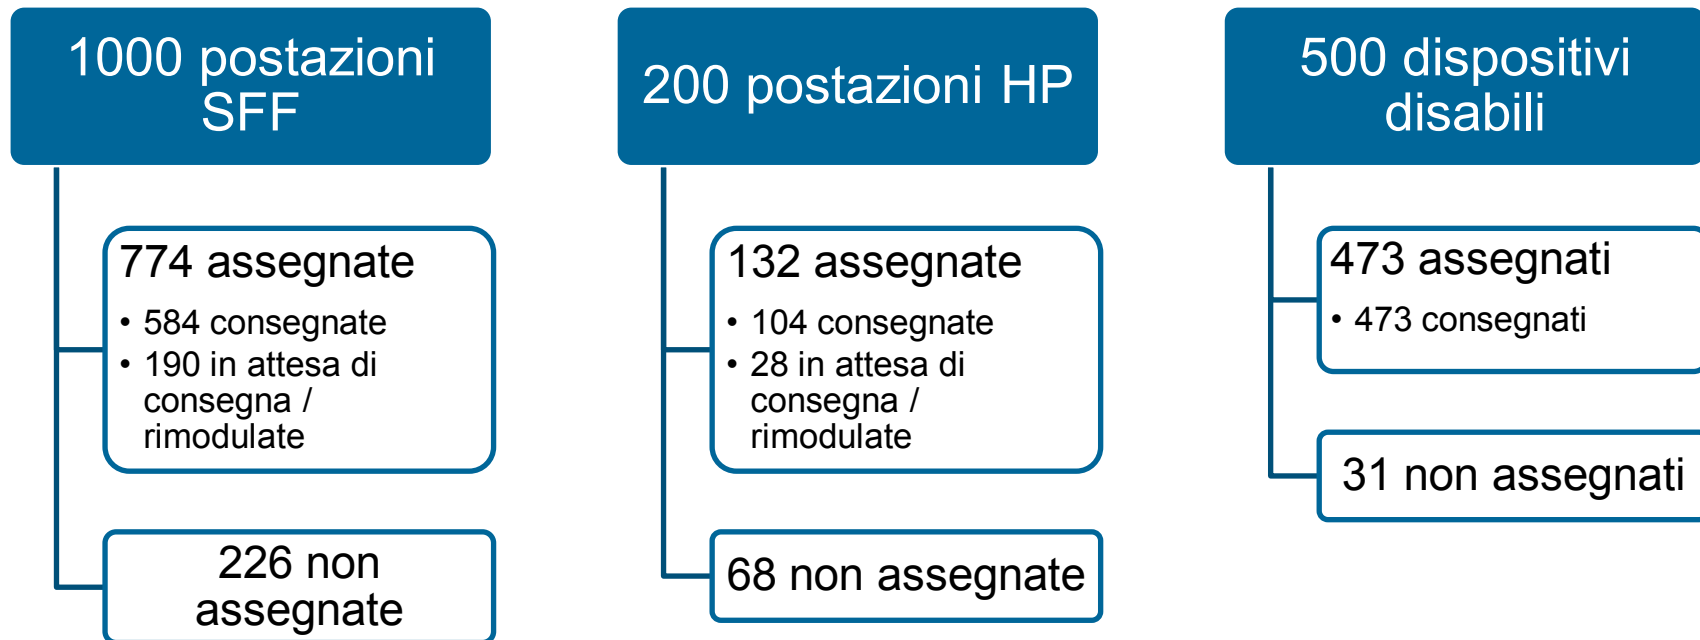 1000 postazioni
SFF
774 assegnate
• 584 consegnate
• 190 in attesa di
consegna /
rimodulate
226 non
assegnate
200 postazioni HP
132 assegnate
• 104 consegnate
• 28 in attesa di
consegna /
rimodulate
68 non assegnate
500 dispositivi
disabili
473 assegnati
• 473 consegnati
31 non assegnati